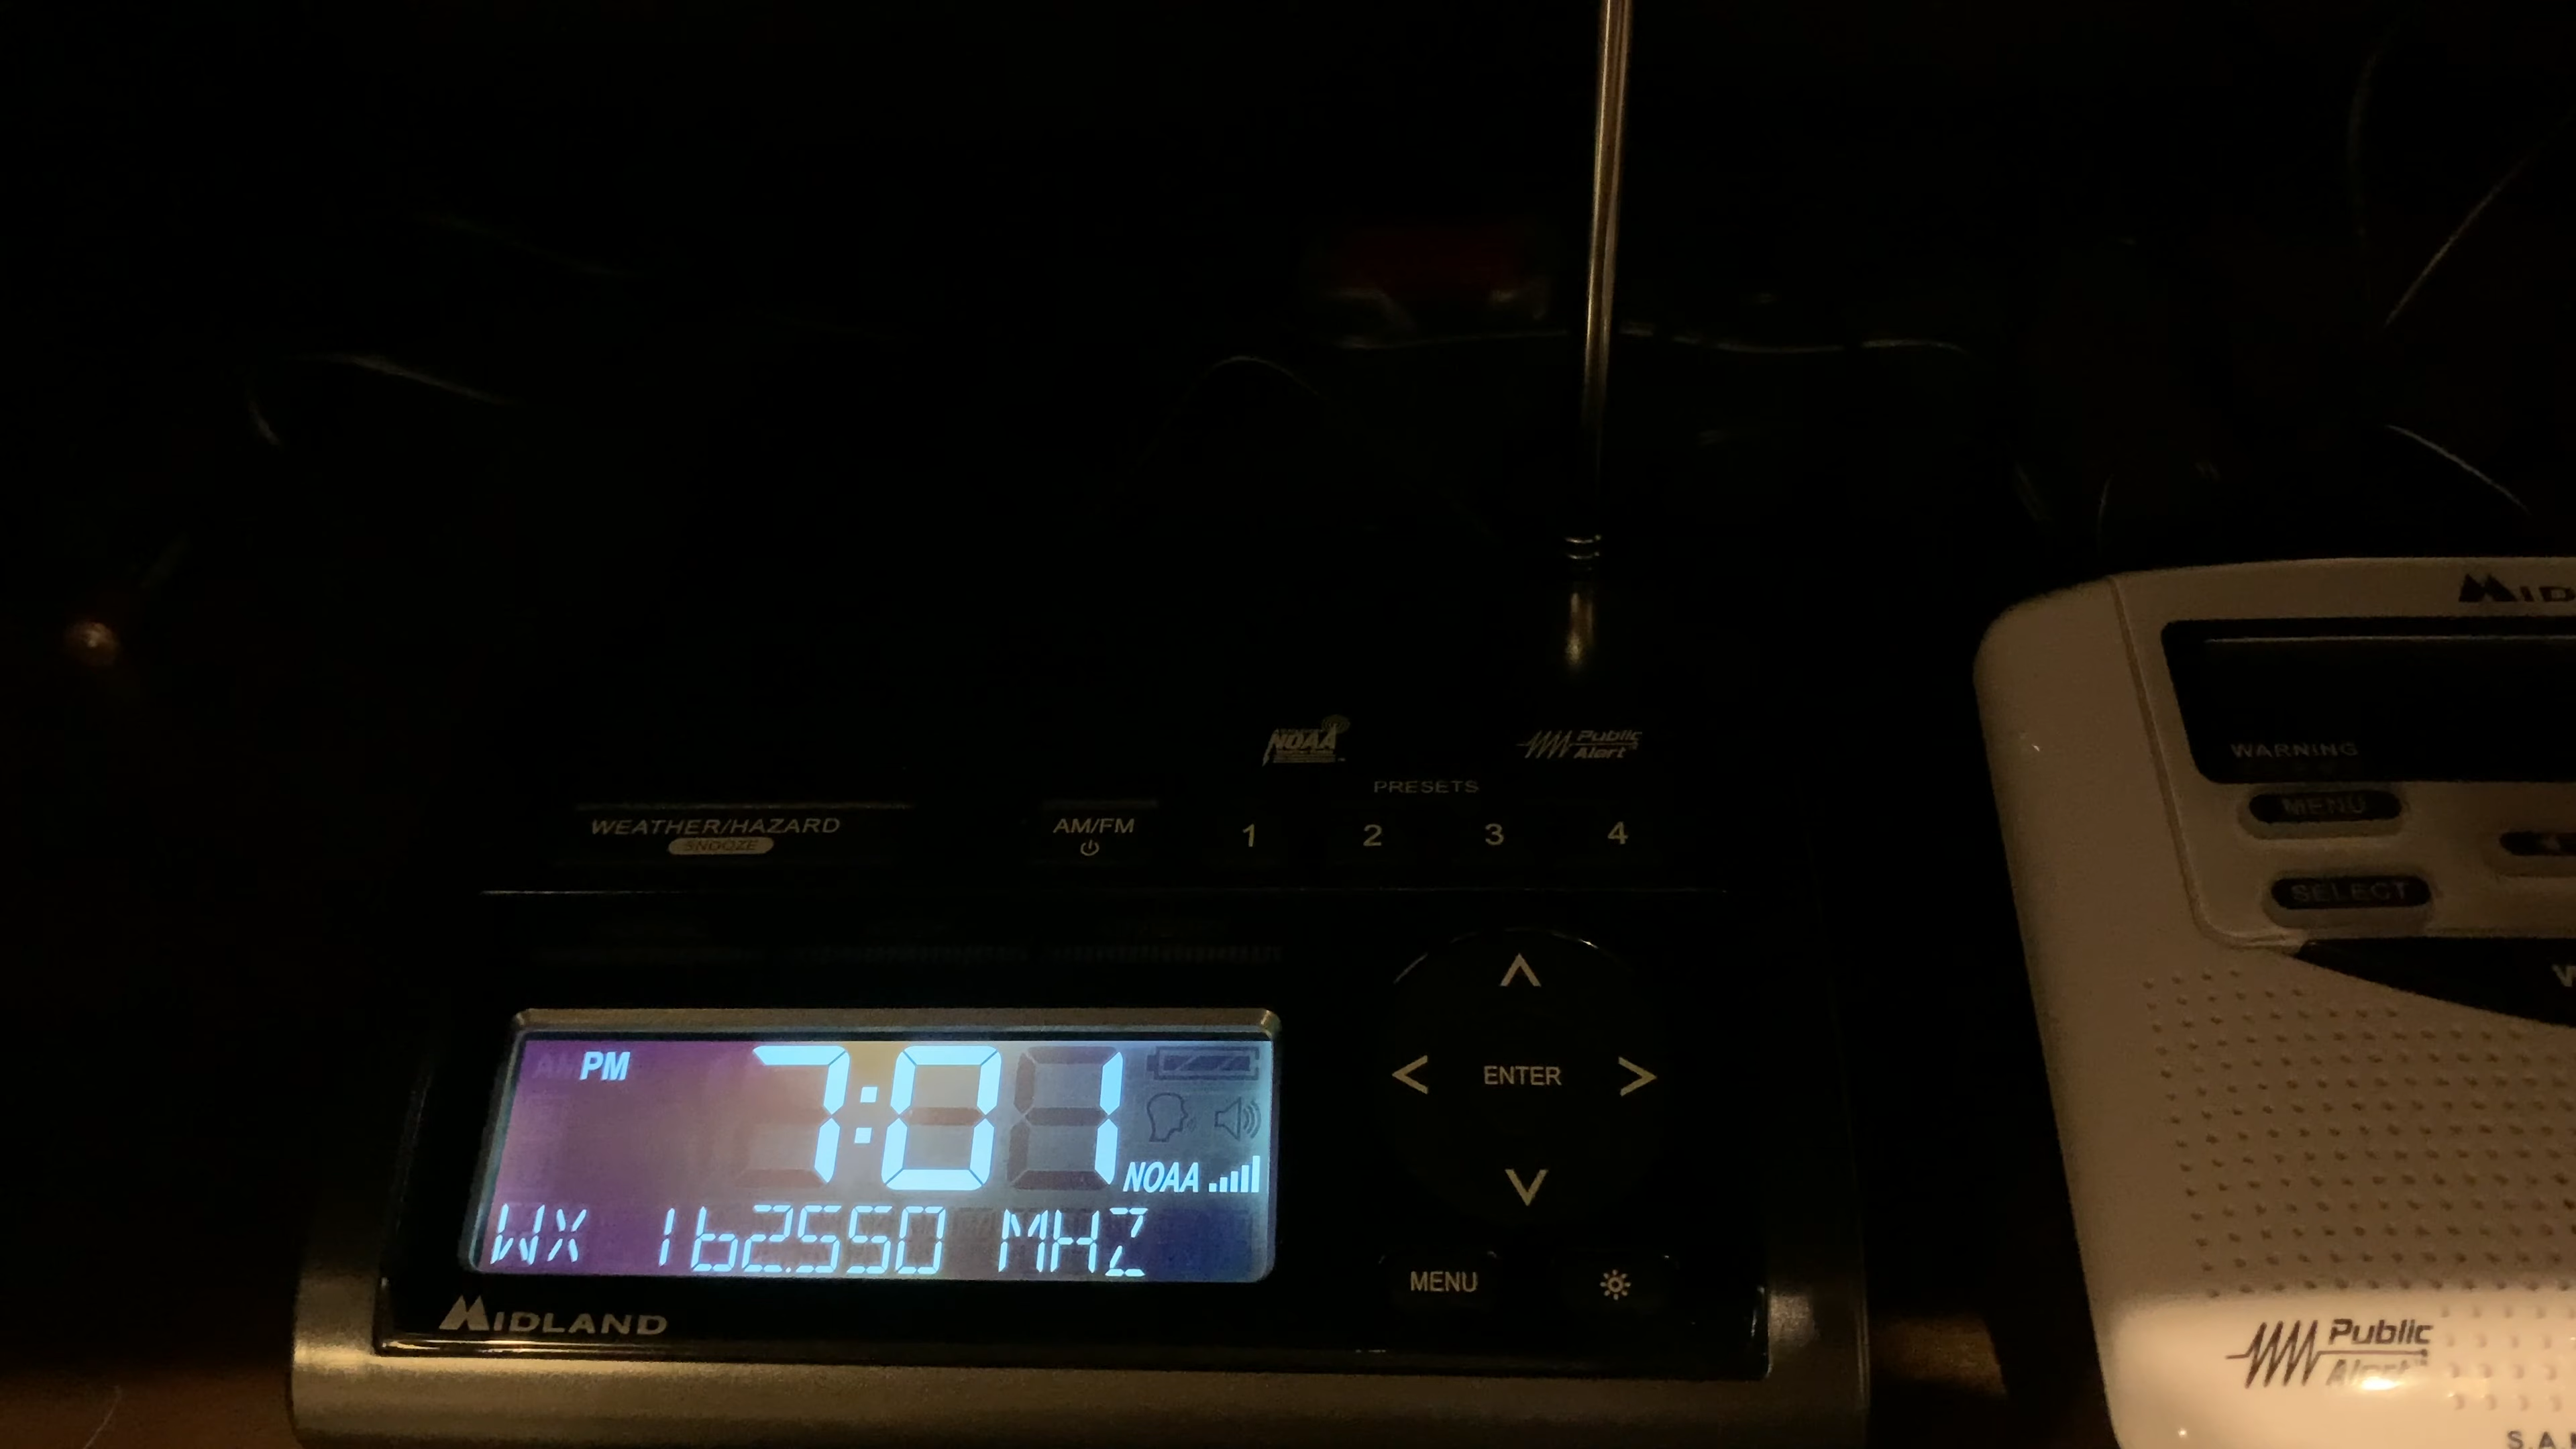 NOAA
Public
Alert
PRESETS
WEATHER/HAZARD
SNOOZE
AM/FM
1 2 3 4
PM 7:01
NOAA
WX 162.550 MHZ
MIDLAND
ENTER
MENU
WARNING
MENU
SELECT
Public
Alert